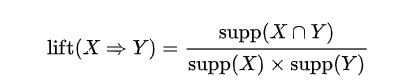 lift(X ⇒ Y) = supp(X ∩ Y) / supp(X) × supp(Y)